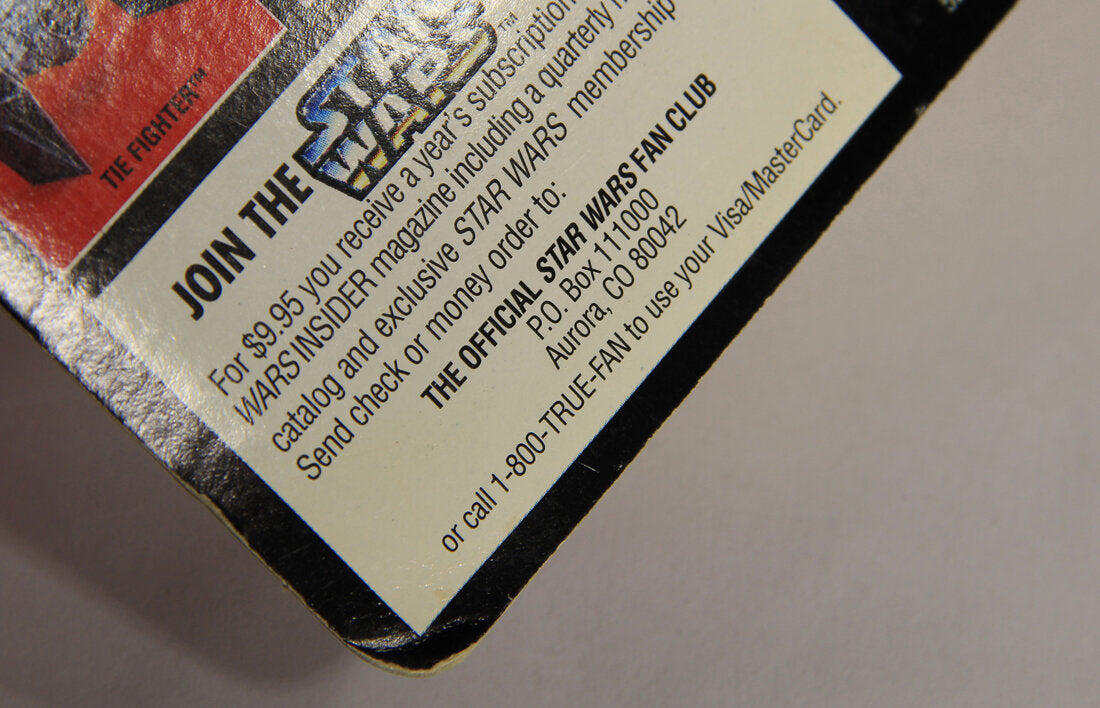 TIE FIGHTER™
JOIN THE STAR WARS™
For $9.95 you receive a year's subscription
WARS INSIDER magazine including a quarterly
catalog and exclusive STAR WARS membership
Send check or money order to:
THE OFFICIAL STAR WARS FAN CLUB
P.O. Box 111000
Aurora, CO 80042
or call 1-800-TRUE-FAN to use your Visa/MasterCard.